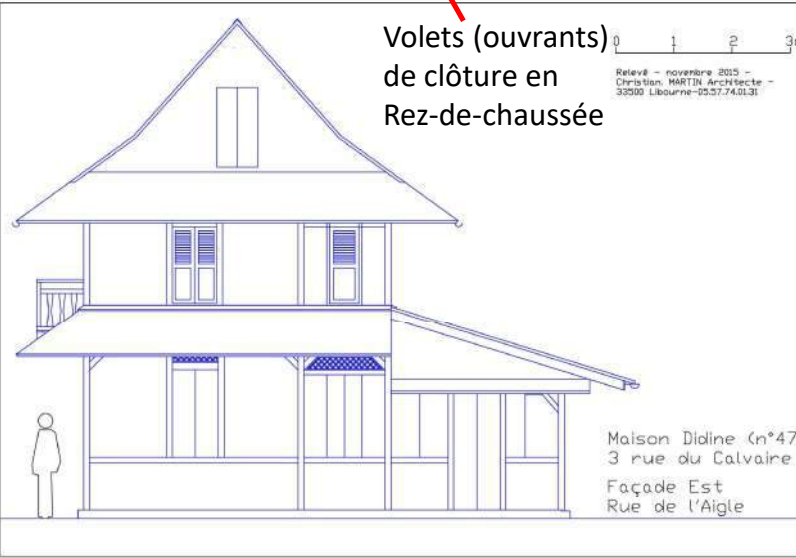 Volets (ouvrants)
de clôture en
Rez-de-chaussée
0 1 2 3
Relevé - novembre 2015 -
Christian. MARTIN Architecte -
33500 Libourne-05.57.74.01.31
Maison Didine (n°47
3 rue du Calvaire
Façade Est
Rue de l'Aigle